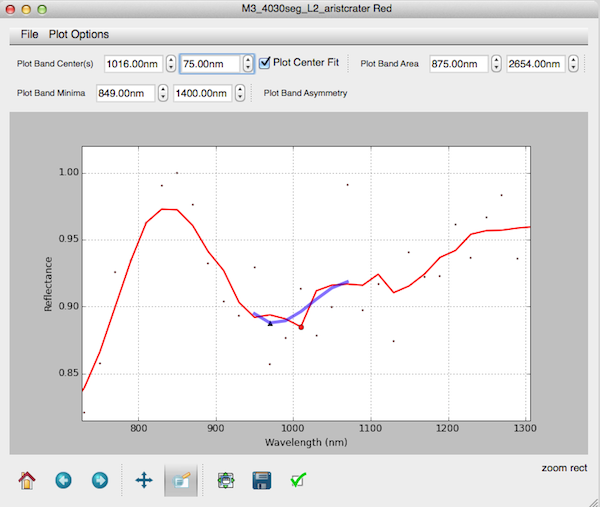 M3_4030seg_L2_aristcrater Red
File Plot Options
Plot Band Center(s) 1016.00nm 75.00nm Plot Center Fit Plot Band Area 875.00nm 2654.00nm
Plot Band Minima 849.00nm 1400.00nm Plot Band Asymmetry
1.00
0.95
0.90
0.85
Reflectance
800 900 1000 1100 1200 1300
Wavelength (nm)
zoom rect